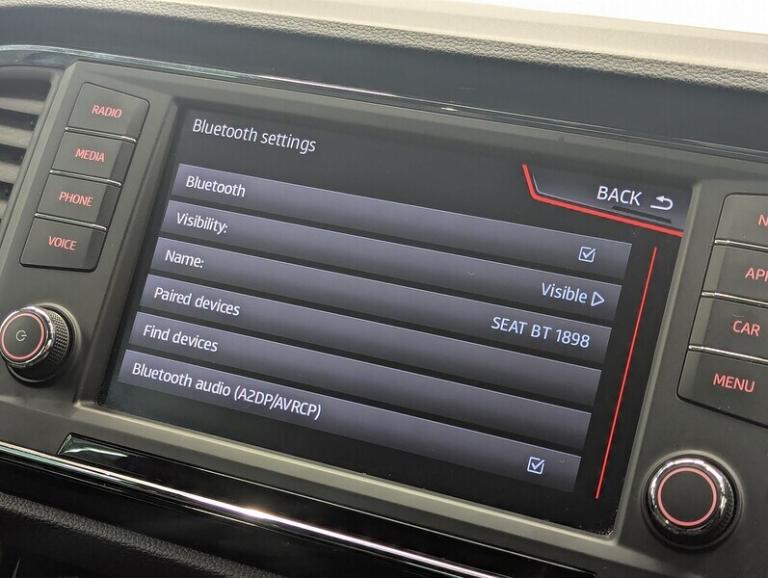 RADIO
MEDIA
PHONE
VOICE
Bluetooth settings
BACK
Bluetooth
Visibility: Visible
Name: SEAT BT 1898
Paired devices
Find devices
Bluetooth audio (A2DP/AVRCP)
CAR
MENU